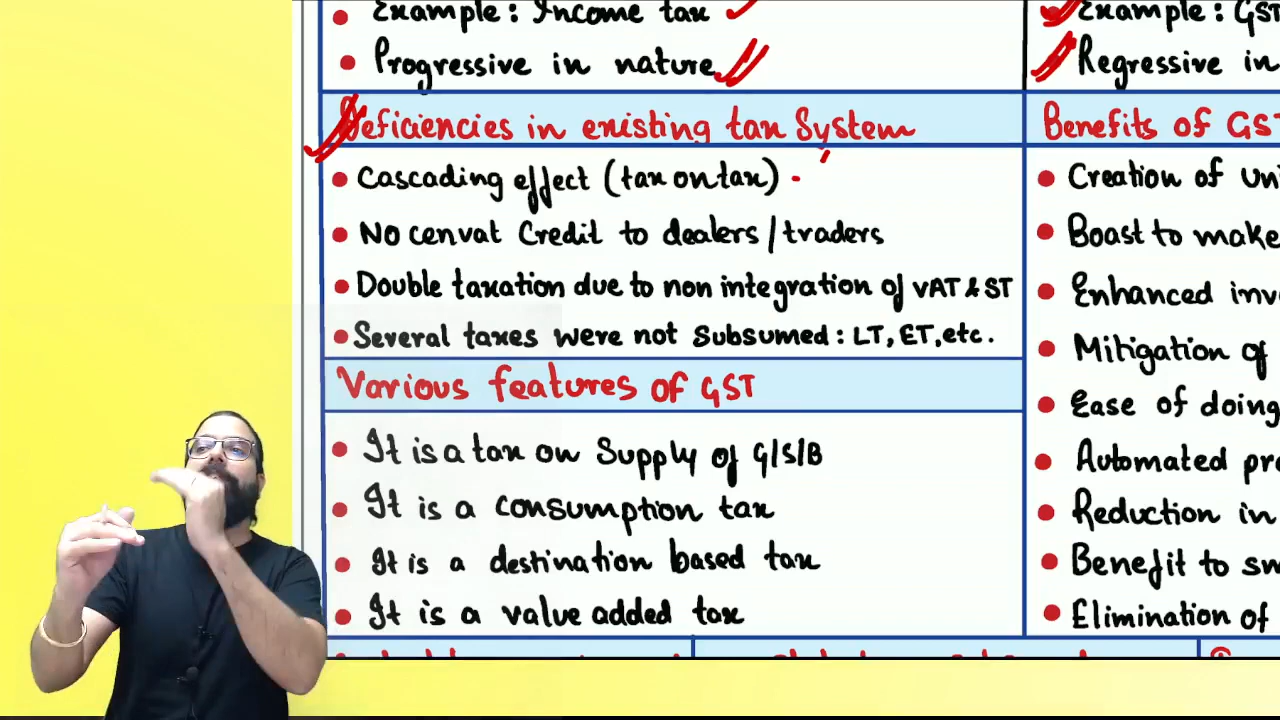 Example: Income tax
Progressive in nature
Deficiencies in existing tax System
Cascading effect (tax on tax)
No cenvat Credit to dealers/traders
Double taxation due to non integration of VAT & ST
Several taxes were not Subsumed: LT, ET, etc.
Various features of GST
It is a tax on Supply of G/S/B
It is a consumption tax
It is a destination based tax
It is a value added tax
Example: GST
Regressive in
Benefits of GST
Creation of Uni
Boast to make
Enhanced inv
Mitigation of
Ease of doing
Automated pro
Reduction in
Benefit to sm
Elimination of